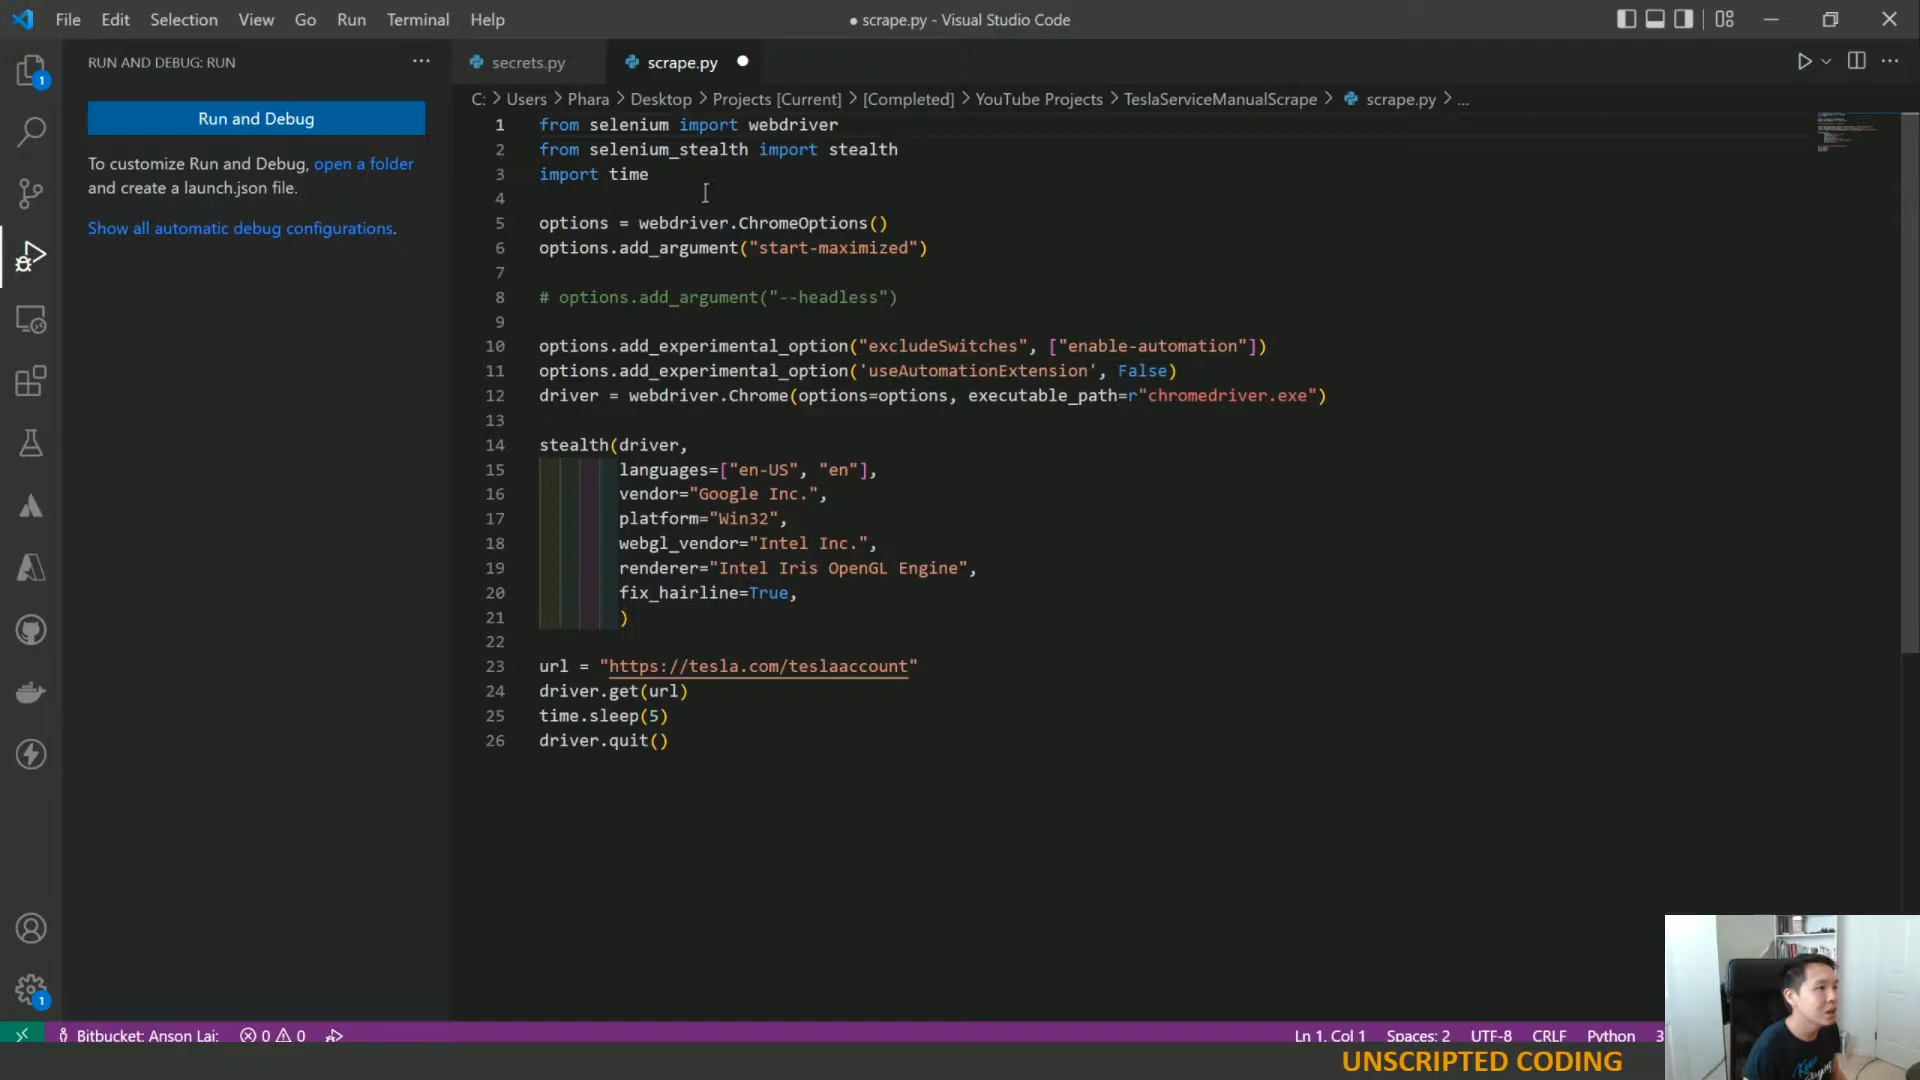 File Edit Selection View Go Run Terminal Help
● scrape.py - Visual Studio Code
RUN AND DEBUG: RUN
Run and Debug
To customize Run and Debug, open a folder
and create a launch.json file.
Show all automatic debug configurations.
secrets.py
scrape.py
C: > Users > Phara > Desktop > Projects [Current] > [Completed] > YouTube Projects > TeslaServiceManualScrape > scrape.py > ...
1 from selenium import webdriver
2 from selenium_stealth import stealth
3 import time
4
5 options = webdriver.ChromeOptions()
6 options.add_argument("start-maximized")
7
8 # options.add_argument("--headless")
9
10 options.add_experimental_option("excludeSwitches", ["enable-automation"])
11 options.add_experimental_option('useAutomationExtension', False)
12 driver = webdriver.Chrome(options=options, executable_path=r"chromedriver.exe")
13
14 stealth(driver,
15 languages=["en-US", "en"],
16 vendor="Google Inc.",
17 platform="Win32",
18 webgl_vendor="Intel Inc.",
19 renderer="Intel Iris OpenGL Engine",
20 fix_hairline=True,
21 )
22
23 url = "https://tesla.com/teslaaccount"
24 driver.get(url)
25 time.sleep(5)
26 driver.quit()
1
1
Bitbucket: Anson Lai: 0 0
Ln 1, Col 1 Spaces: 2 UTF-8 CRLF Python 3
UNSCRIPTED CODING